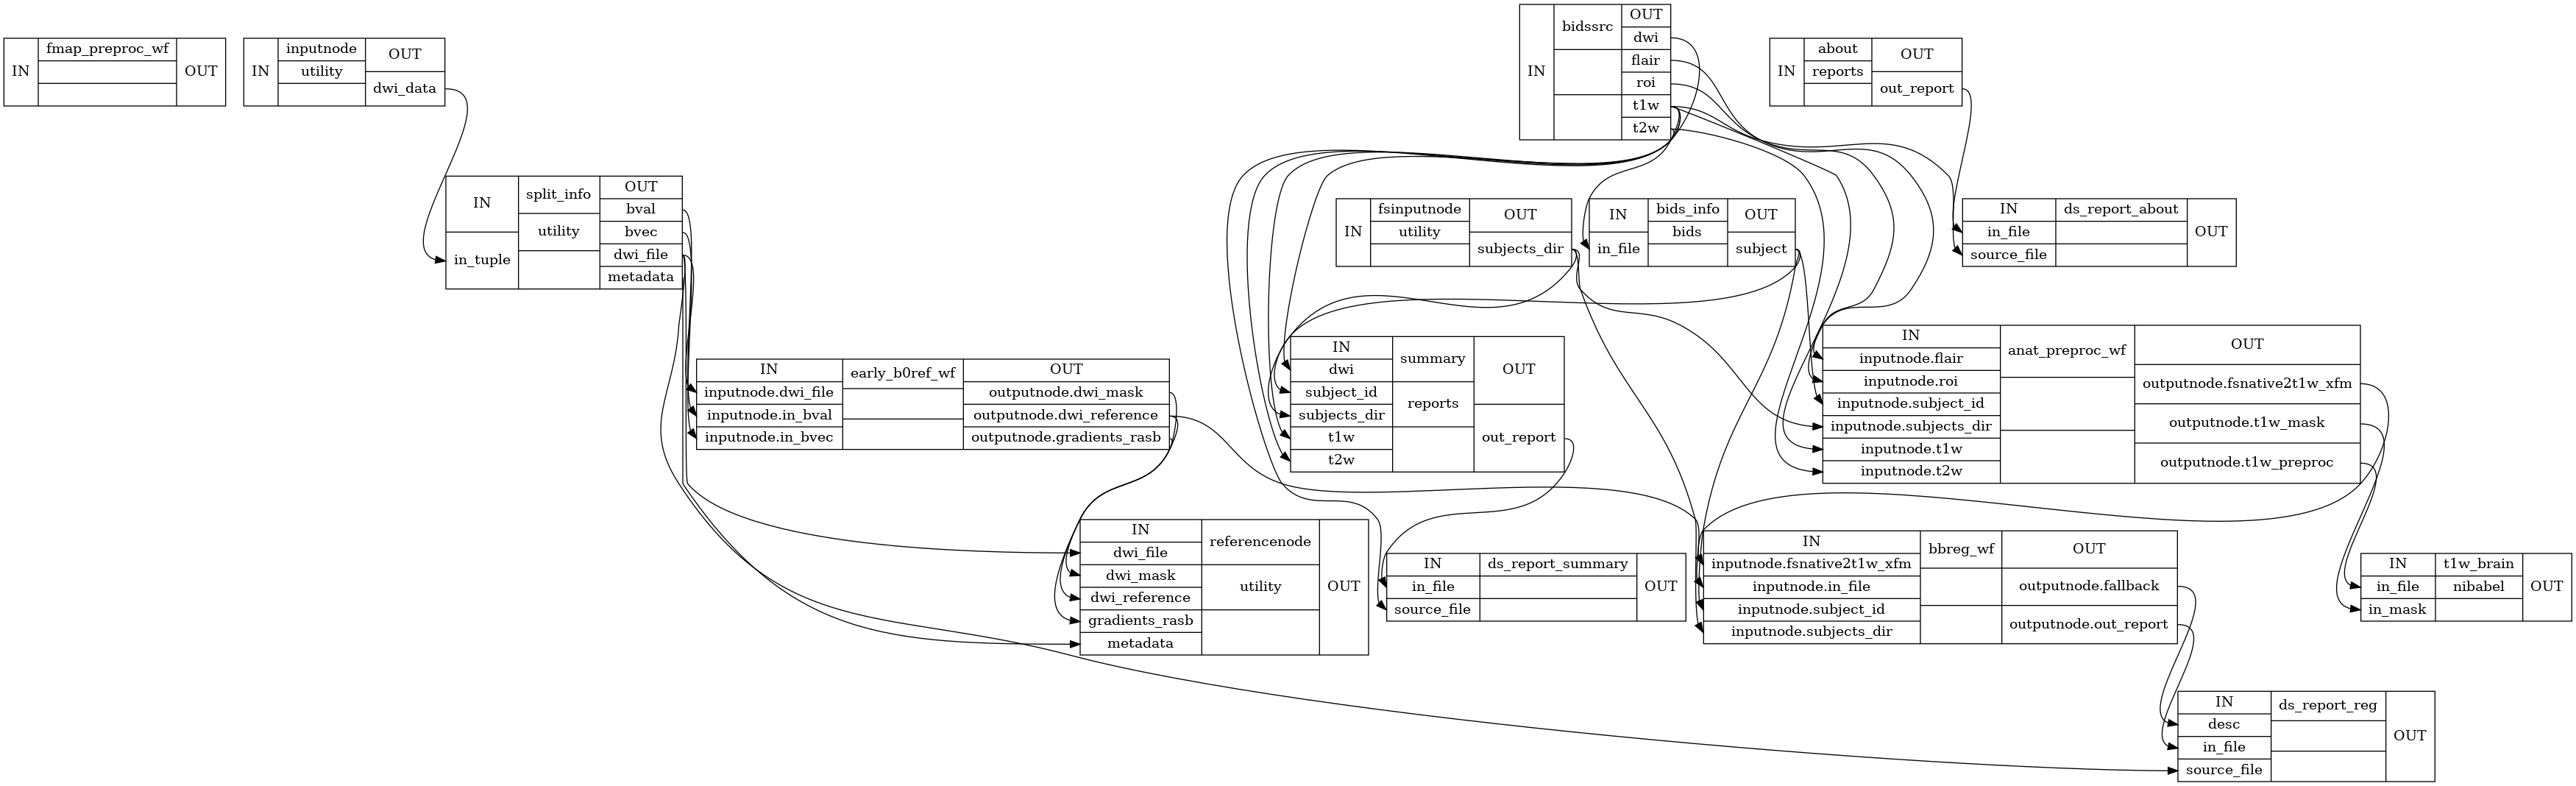 IN
fmap_preproc_wf
OUT
IN
inputnode
utility
OUT
dwi_data
IN
bidssrc
OUT
dwi
flair
roi
t1w
t2w
IN
about
reports
OUT
out_report
IN
in_tuple
split_info
utility
OUT
bval
bvec
dwi_file
metadata
IN
fsinputnode
utility
OUT
subjects_dir
IN
in_file
bids_info
bids
OUT
subject
IN
in_file
source_file
ds_report_about
OUT
IN
inputnode.dwi_file
inputnode.in_bval
inputnode.in_bvec
early_b0ref_wf
OUT
outputnode.dwi_mask
outputnode.dwi_reference
outputnode.gradients_rasb
IN
dwi
subject_id
subjects_dir
t1w
t2w
summary
reports
OUT
out_report
IN
inputnode.flair
inputnode.roi
inputnode.subject_id
inputnode.subjects_dir
inputnode.t1w
inputnode.t2w
anat_preproc_wf
OUT
outputnode.fsnative2t1w_xfm
outputnode.t1w_mask
outputnode.t1w_preproc
IN
dwi_file
dwi_mask
dwi_reference
gradients_rasb
metadata
referencenode
utility
OUT
IN
in_file
source_file
ds_report_summary
OUT
IN
inputnode.fsnative2t1w_xfm
inputnode.in_file
inputnode.subject_id
inputnode.subjects_dir
bbreg_wf
OUT
outputnode.fallback
outputnode.out_report
IN
in_file
in_mask
t1w_brain
nibabel
OUT
IN
desc
in_file
source_file
ds_report_reg
OUT